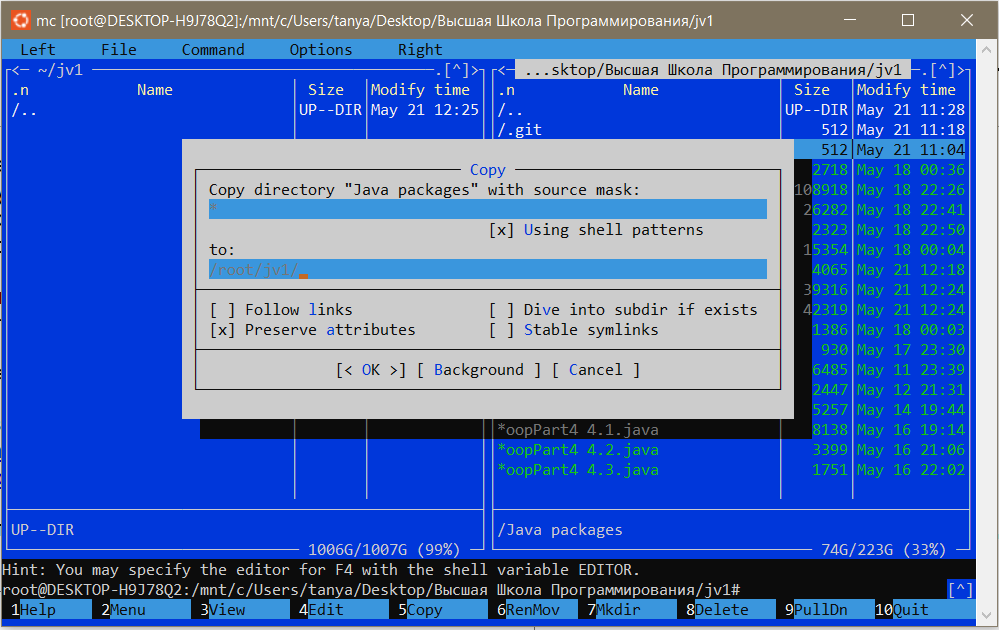 mc [root@DESKTOP-H9J78Q2]:/mnt/c/Users/tanya/Desktop/Высшая Школа Программирования/jv1
Left File Command Options Right
<─ ~/jv1 .[^]> <─ ...sktop/Высшая Школа Программирования/jv1 .[^]>
.n Name Size Modify time .n Name Size Modify time
/.. UP--DIR May 21 12:25 /.. UP--DIR May 21 11:28
/.git 512 May 21 11:18
512 May 21 11:04
Copy 2718 May 18 00:36
Copy directory "Java packages" with source mask: 108918 May 18 22:26
* 26282 May 18 22:41
[x] Using shell patterns 2323 May 18 22:50
to: 15354 May 18 00:04
/root/jv1/ 4065 May 21 12:18
39316 May 21 12:24
[ ] Follow links [ ] Dive into subdir if exists 42319 May 21 12:24
[x] Preserve attributes [ ] Stable symlinks 1386 May 18 00:03
930 May 17 23:30
[< OK >] [ Background ] [ Cancel ] 6485 May 11 23:39
2447 May 12 21:31
5257 May 14 19:44
*oopPart4 4.1.java 8138 May 16 19:14
*oopPart4 4.2.java 3399 May 16 21:06
*oopPart4 4.3.java 1751 May 16 22:02
UP--DIR /Java packages
1006G/1007G (99%) 74G/223G (33%)
Hint: You may specify the editor for F4 with the shell variable EDITOR.
root@DESKTOP-H9J78Q2:/mnt/c/Users/tanya/Desktop/Высшая Школа Программирования/jv1# [^]
1Help 2Menu 3View 4Edit 5Copy 6RenMov 7Mkdir 8Delete 9PullDn 10Quit